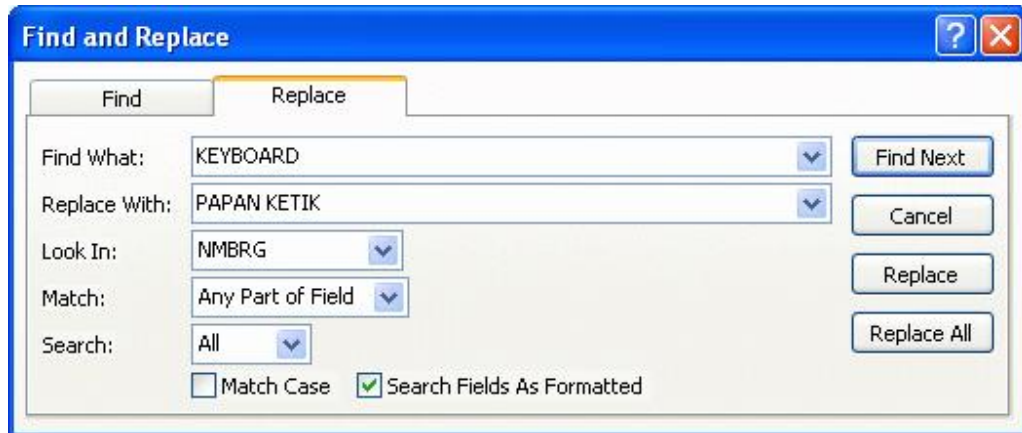 Find and Replace
Find Replace
Find What: KEYBOARD Find Next
Replace With: PAPAN KETIK Cancel
Look In: NMBRG
Match: Any Part of Field Replace
Search: All Replace All
Match Case Search Fields As Formatted